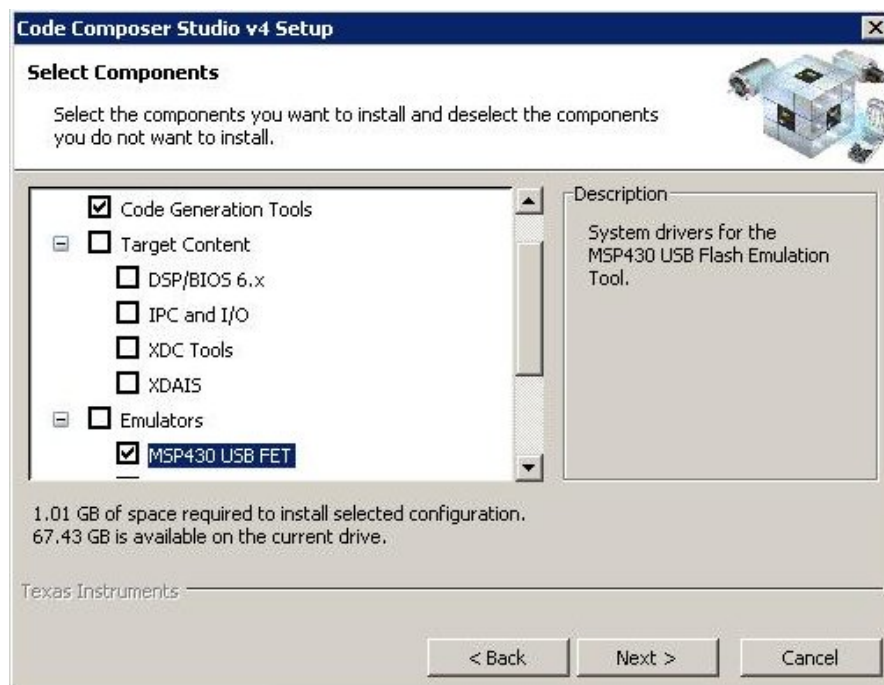 Code Composer Studio v4 Setup
Select Components
Select the components you want to install and deselect the components
you do not want to install.
Code Generation Tools
Target Content
DSP/BIOS 6.x
IPC and I/O
XDC Tools
XDAIS
Emulators
MSP430 USB FET
Description
System drivers for the
MSP430 USB Flash Emulation
Tool.
1.01 GB of space required to install selected configuration.
67.43 GB is available on the current drive.
Texas Instruments
< Back
Next >
Cancel